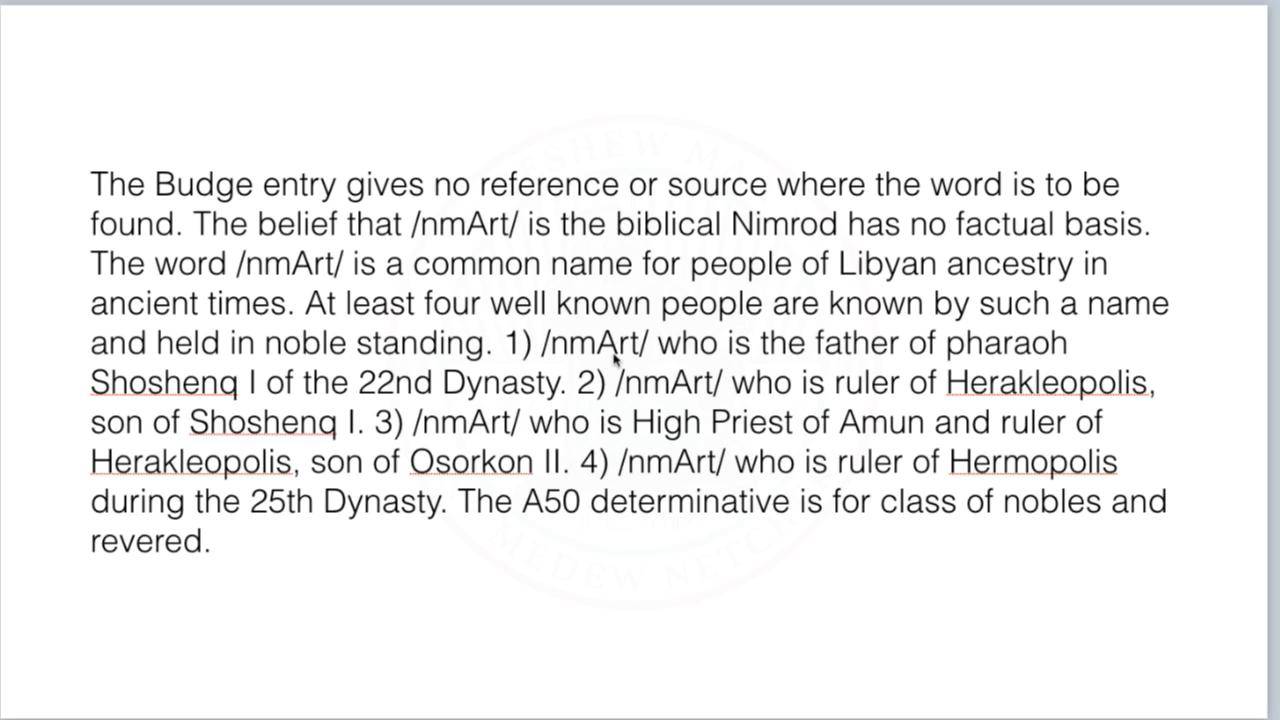 The Budge entry gives no reference or source where the word is to be
found. The belief that /nmArt/ is the biblical Nimrod has no factual basis.
The word /nmArt/ is a common name for people of Libyan ancestry in
ancient times. At least four well known people are known by such a name
and held in noble standing. 1) /nmArt/ who is the father of pharaoh
Shoshenq I of the 22nd Dynasty. 2) /nmArt/ who is ruler of Herakleopolis,
son of Shoshenq I. 3) /nmArt/ who is High Priest of Amun and ruler of
Herakleopolis, son of Osorkon II. 4) /nmArt/ who is ruler of Hermopolis
during the 25th Dynasty. The A50 determinative is for class of nobles and
revered.
MEDEW NETCH